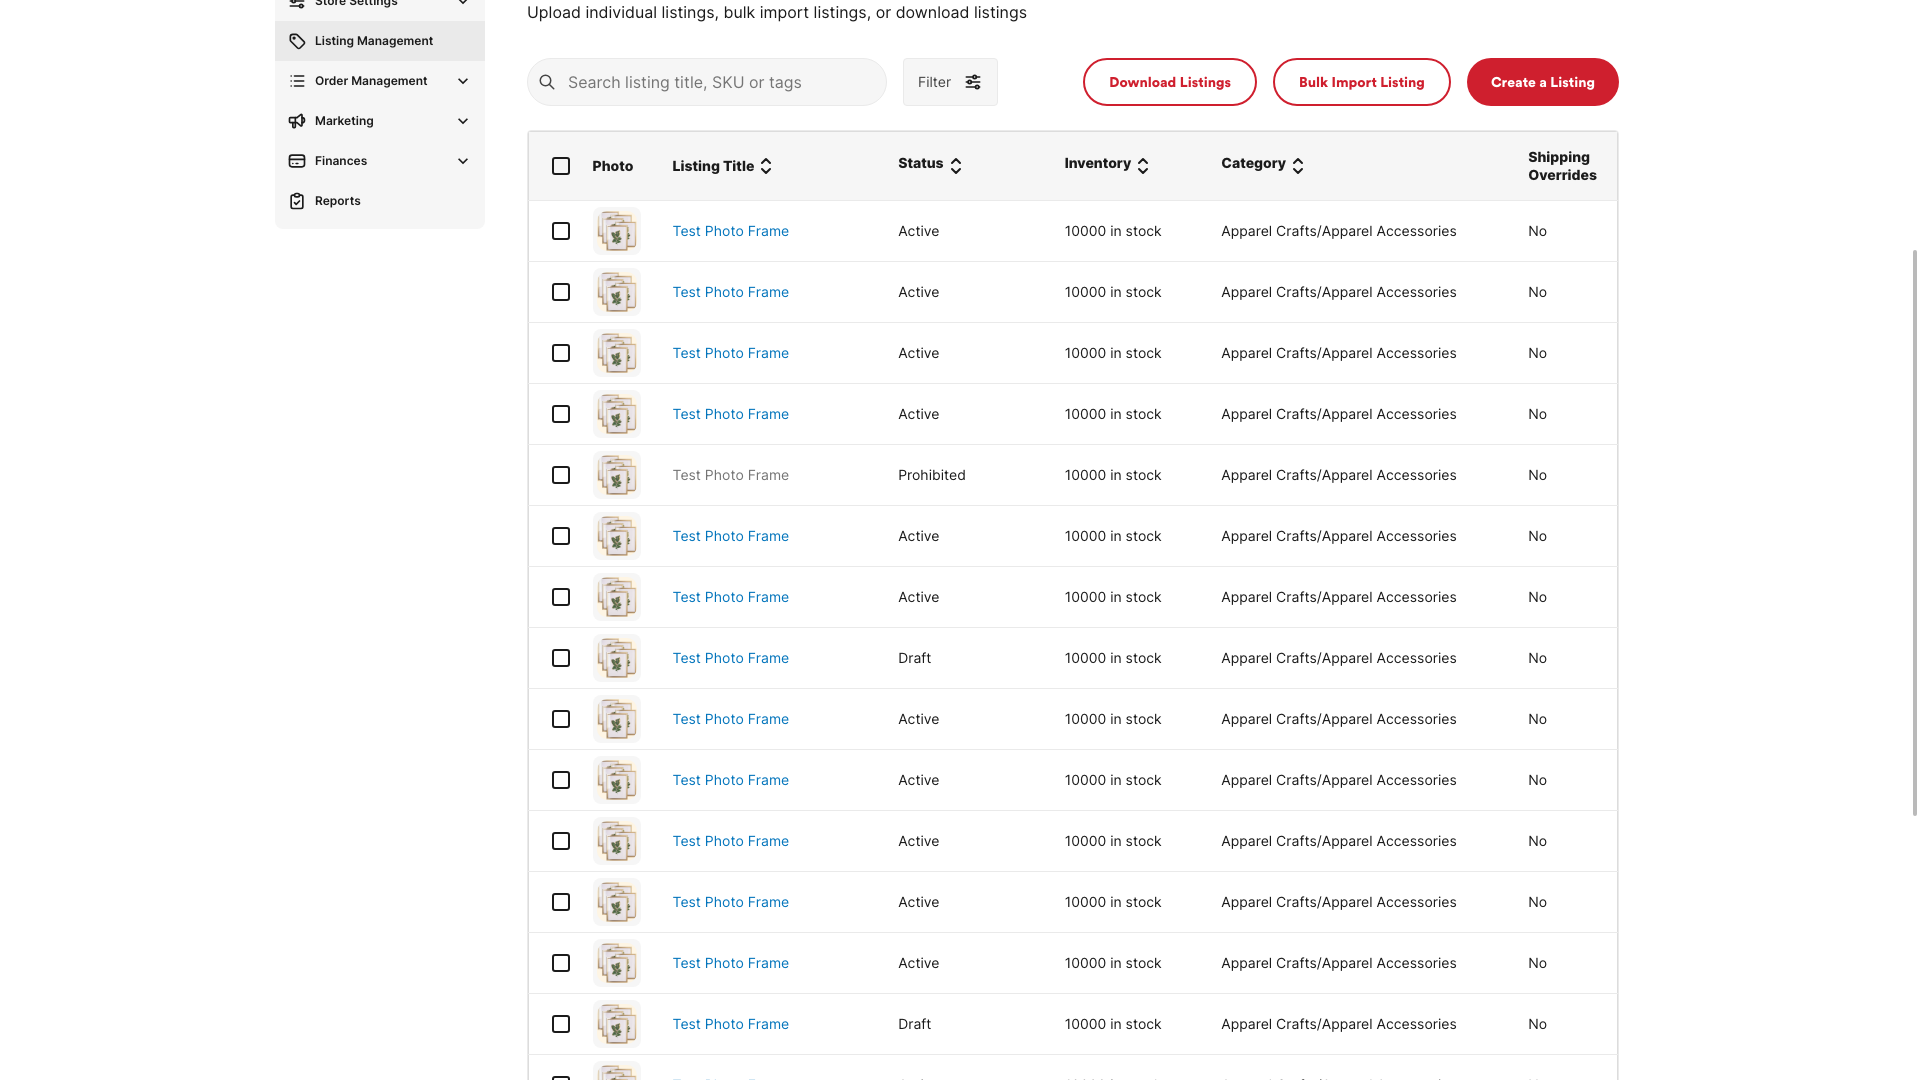 Store Settings
Listing Management
Order Management
Marketing
Finances
Reports
Upload individual listings, bulk import listings, or download listings
Search listing title, SKU or tags
Filter
Download Listings
Bulk Import Listing
Create a Listing
Photo Listing Title Status Inventory Category Shipping Overrides
Test Photo Frame Active 10000 in stock Apparel Crafts/Apparel Accessories No
Test Photo Frame Active 10000 in stock Apparel Crafts/Apparel Accessories No
Test Photo Frame Active 10000 in stock Apparel Crafts/Apparel Accessories No
Test Photo Frame Active 10000 in stock Apparel Crafts/Apparel Accessories No
Test Photo Frame Prohibited 10000 in stock Apparel Crafts/Apparel Accessories No
Test Photo Frame Active 10000 in stock Apparel Crafts/Apparel Accessories No
Test Photo Frame Active 10000 in stock Apparel Crafts/Apparel Accessories No
Test Photo Frame Draft 10000 in stock Apparel Crafts/Apparel Accessories No
Test Photo Frame Active 10000 in stock Apparel Crafts/Apparel Accessories No
Test Photo Frame Active 10000 in stock Apparel Crafts/Apparel Accessories No
Test Photo Frame Active 10000 in stock Apparel Crafts/Apparel Accessories No
Test Photo Frame Active 10000 in stock Apparel Crafts/Apparel Accessories No
Test Photo Frame Active 10000 in stock Apparel Crafts/Apparel Accessories No
Test Photo Frame Draft 10000 in stock Apparel Crafts/Apparel Accessories No